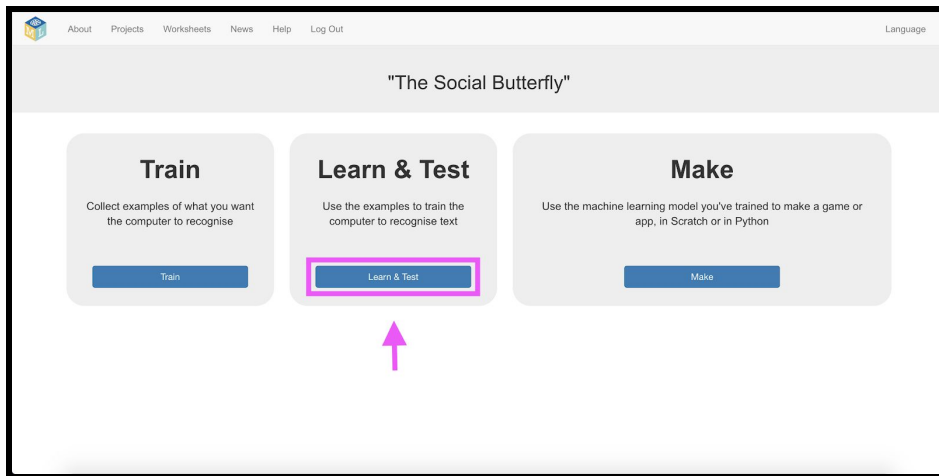 About Projects Worksheets News Help Log Out Language
"The Social Butterfly"
Train
Collect examples of what you want
the computer to recognise
Train
Learn & Test
Use the examples to train the
computer to recognise text
Learn & Test
Make
Use the machine learning model you've trained to make a game or
app, in Scratch or in Python
Make